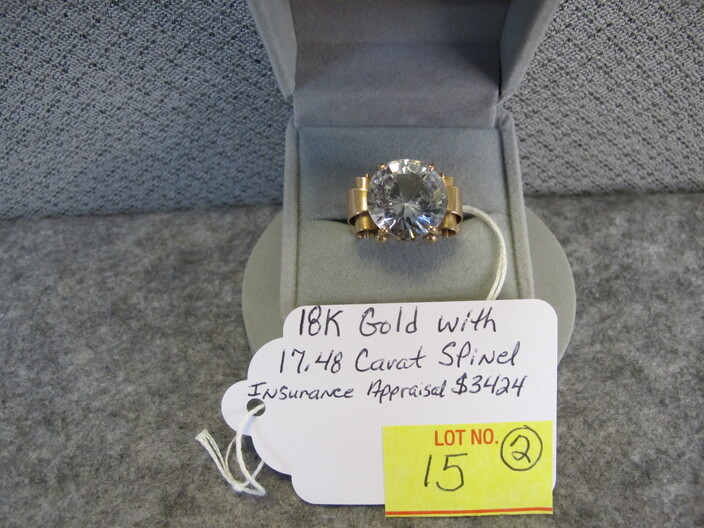 18K Gold with
17.48 Carat Spinel
Insurance Appraisal $3424
LOT NO.
2
15